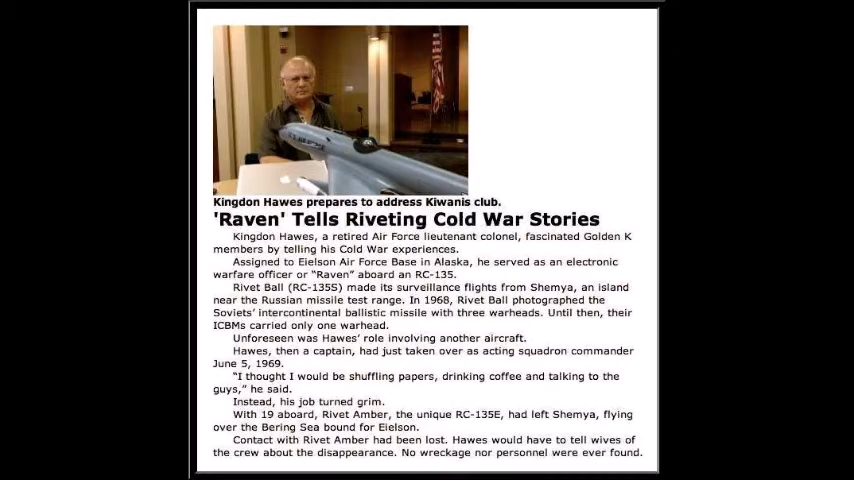 Kingdon Hawes prepares to address Kiwanis club.
'Raven' Tells Riveting Cold War Stories
Kingdon Hawes, a retired Air Force lieutenant colonel, fascinated Golden K
members by telling his Cold War experiences.
Assigned to Eielson Air Force Base in Alaska, he served as an electronic
warfare officer or “Raven” aboard an RC-135.
Rivet Ball (RC-135S) made its surveillance flights from Shemya, an island
near the Russian missile test range. In 1968, Rivet Ball photographed the
Soviets’ intercontinental ballistic missile with three warheads. Until then, their
ICBMs carried only one warhead.
Unforeseen was Hawes’ role involving another aircraft.
Hawes, then a captain, had just taken over as acting squadron commander
June 5, 1969.
“I thought I would be shuffling papers, drinking coffee and talking to the
guys,” he said.
Instead, his job turned grim.
With 19 aboard, Rivet Amber, the unique RC-135E, had left Shemya, flying
over the Bering Sea bound for Eielson.
Contact with Rivet Amber had been lost. Hawes would have to tell wives of
the crew about the disappearance. No wreckage nor personnel were ever found.